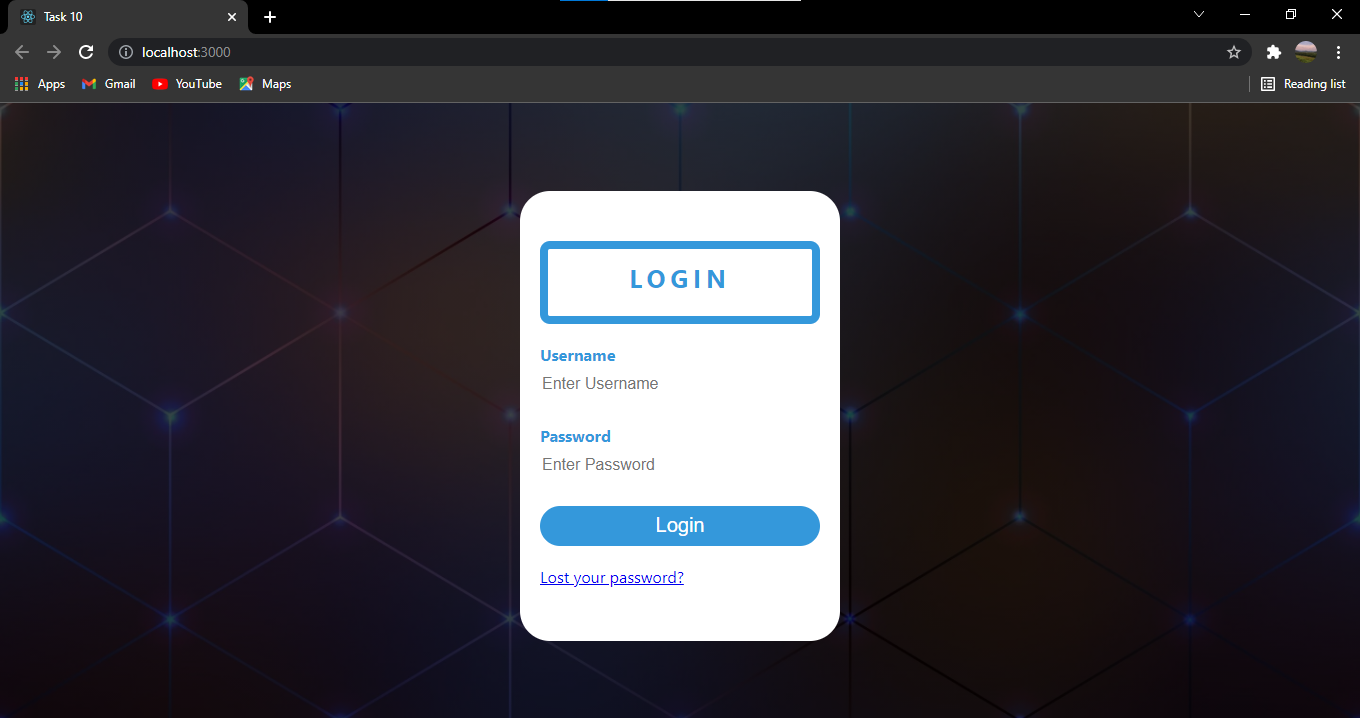 Task 10
localhost:3000
Apps Gmail YouTube Maps Reading list
LOGIN
Username
Enter Username
Password
Enter Password
Login
Lost your password?